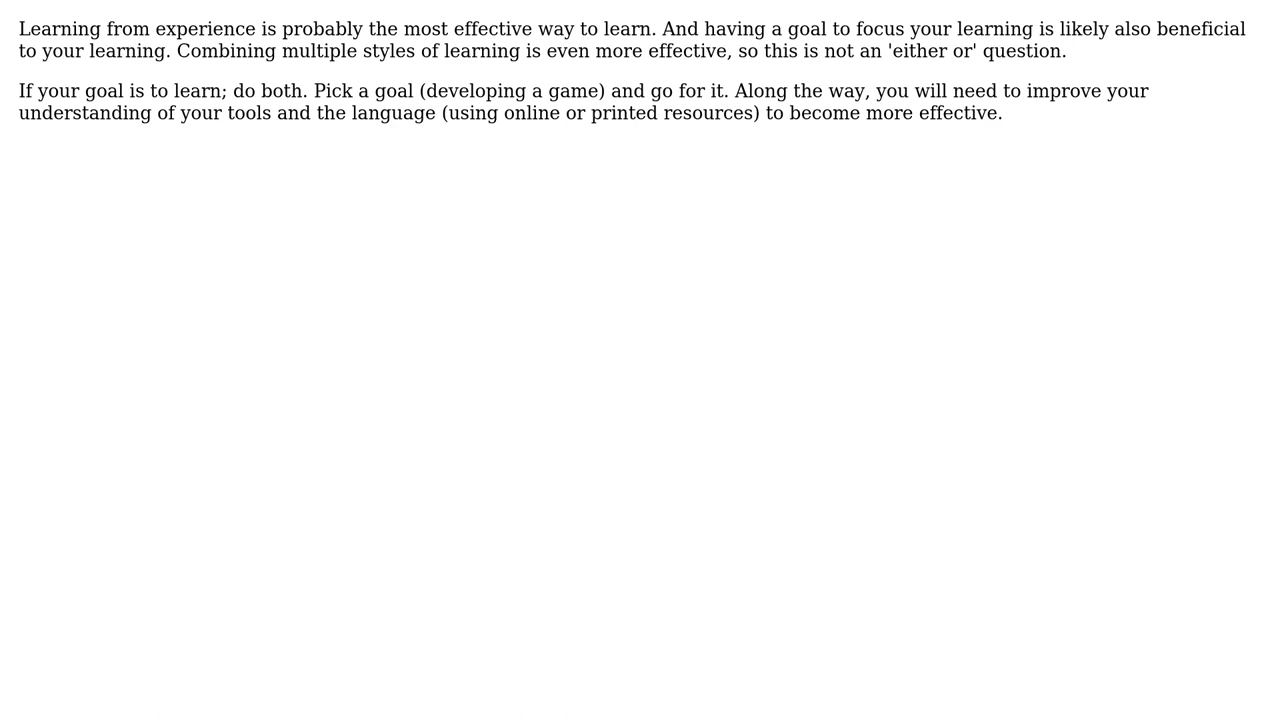 Learning from experience is probably the most effective way to learn. And having a goal to focus your learning is likely also beneficial
to your learning. Combining multiple styles of learning is even more effective, so this is not an 'either or' question.
If your goal is to learn; do both. Pick a goal (developing a game) and go for it. Along the way, you will need to improve your
understanding of your tools and the language (using online or printed resources) to become more effective.